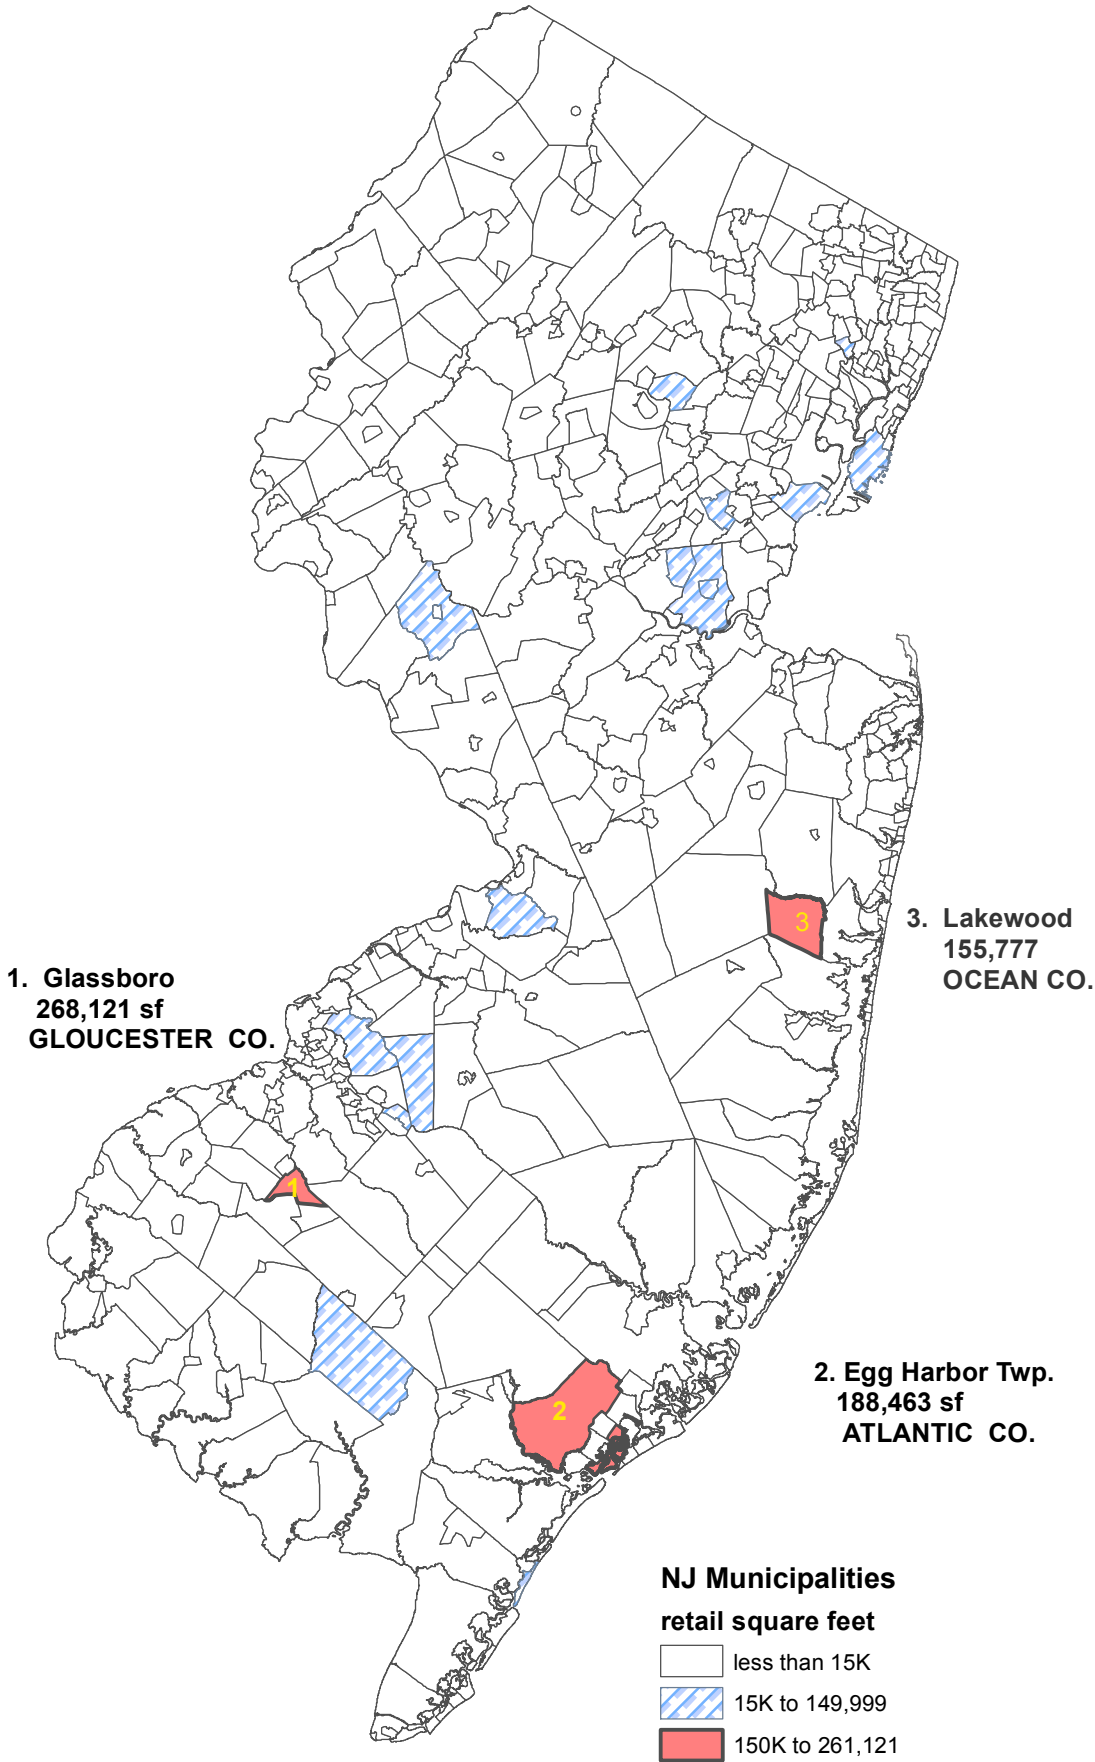 3
3. Lakewood
155,777
OCEAN CO.
1. Glassboro
268,121 sf
GLOUCESTER CO.
1
2. Egg Harbor Twp.
188,463 sf
ATLANTIC CO.
2
NJ Municipalities
retail square feet
less than 15K
15K to 149,999
150K to 261,121